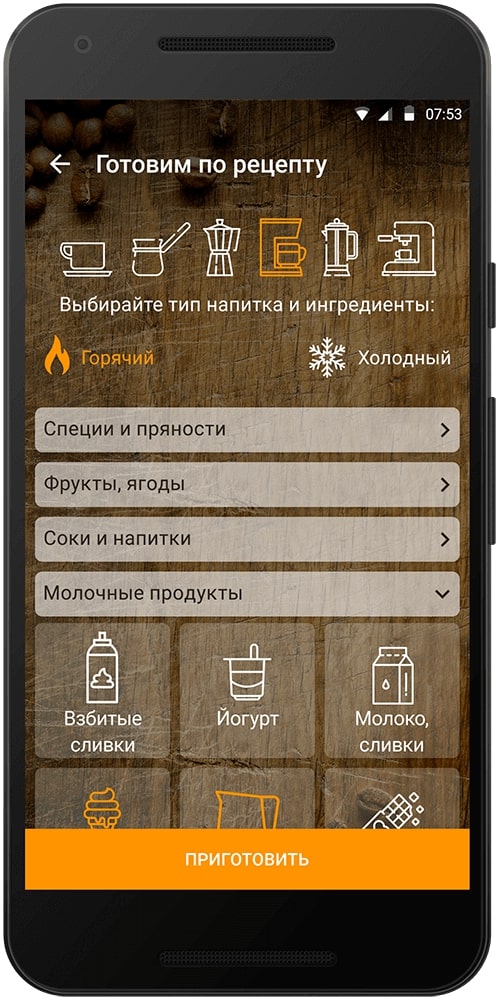 07:53
Готовим по рецепту
Выбирайте тип напитка и ингредиенты:
Горячий
Холодный
Специи и пряности
Фрукты, ягоды
Соки и напитки
Молочные продукты
Взбитые
сливки
Йогурт
Молоко,
сливки
ПРИГОТОВИТЬ